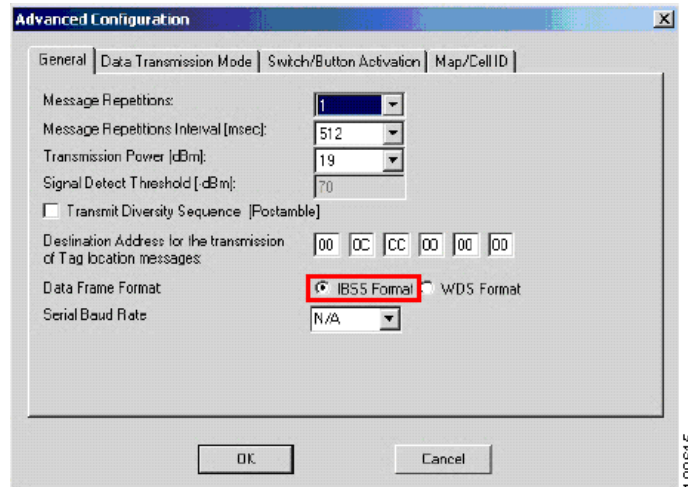 Advanced Configuration
General Data Transmission Mode Switch/Button Activation Map/Cell ID
Message Repetitions: 1
Message Repetitions Interval [msec]: 512
Transmission Power [dBm]: 19
Signal Detect Threshold [-dBm]: 70
Transmit Diversity Sequence [Postamble]
Destination Address for the transmission
of Tag location messages: 00 0C CC 00 00 00
Data Frame Format IBSS Format WDS Format
Serial Baud Rate N/A
OK Cancel